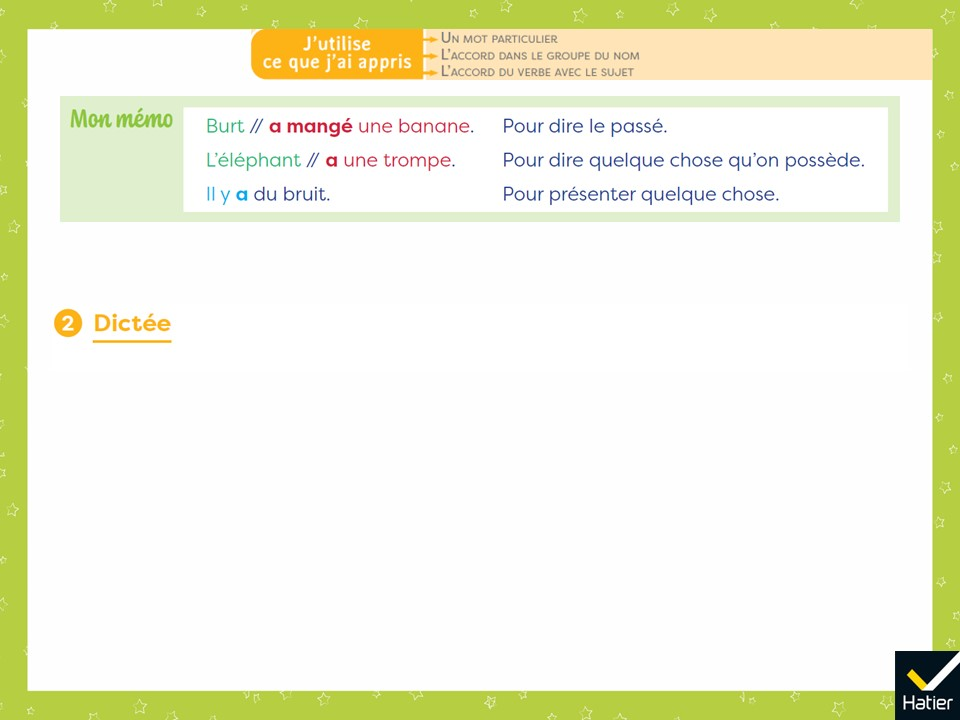 J'utilise
ce que j'ai appris
Un mot particulier
L'accord dans le groupe du nom
L'accord du verbe avec le sujet
Mon mémo
Burt // a mangé une banane. Pour dire le passé.
L'éléphant // a une trompe. Pour dire quelque chose qu'on possède.
Il y a du bruit. Pour présenter quelque chose.
2 Dictée
Hatier